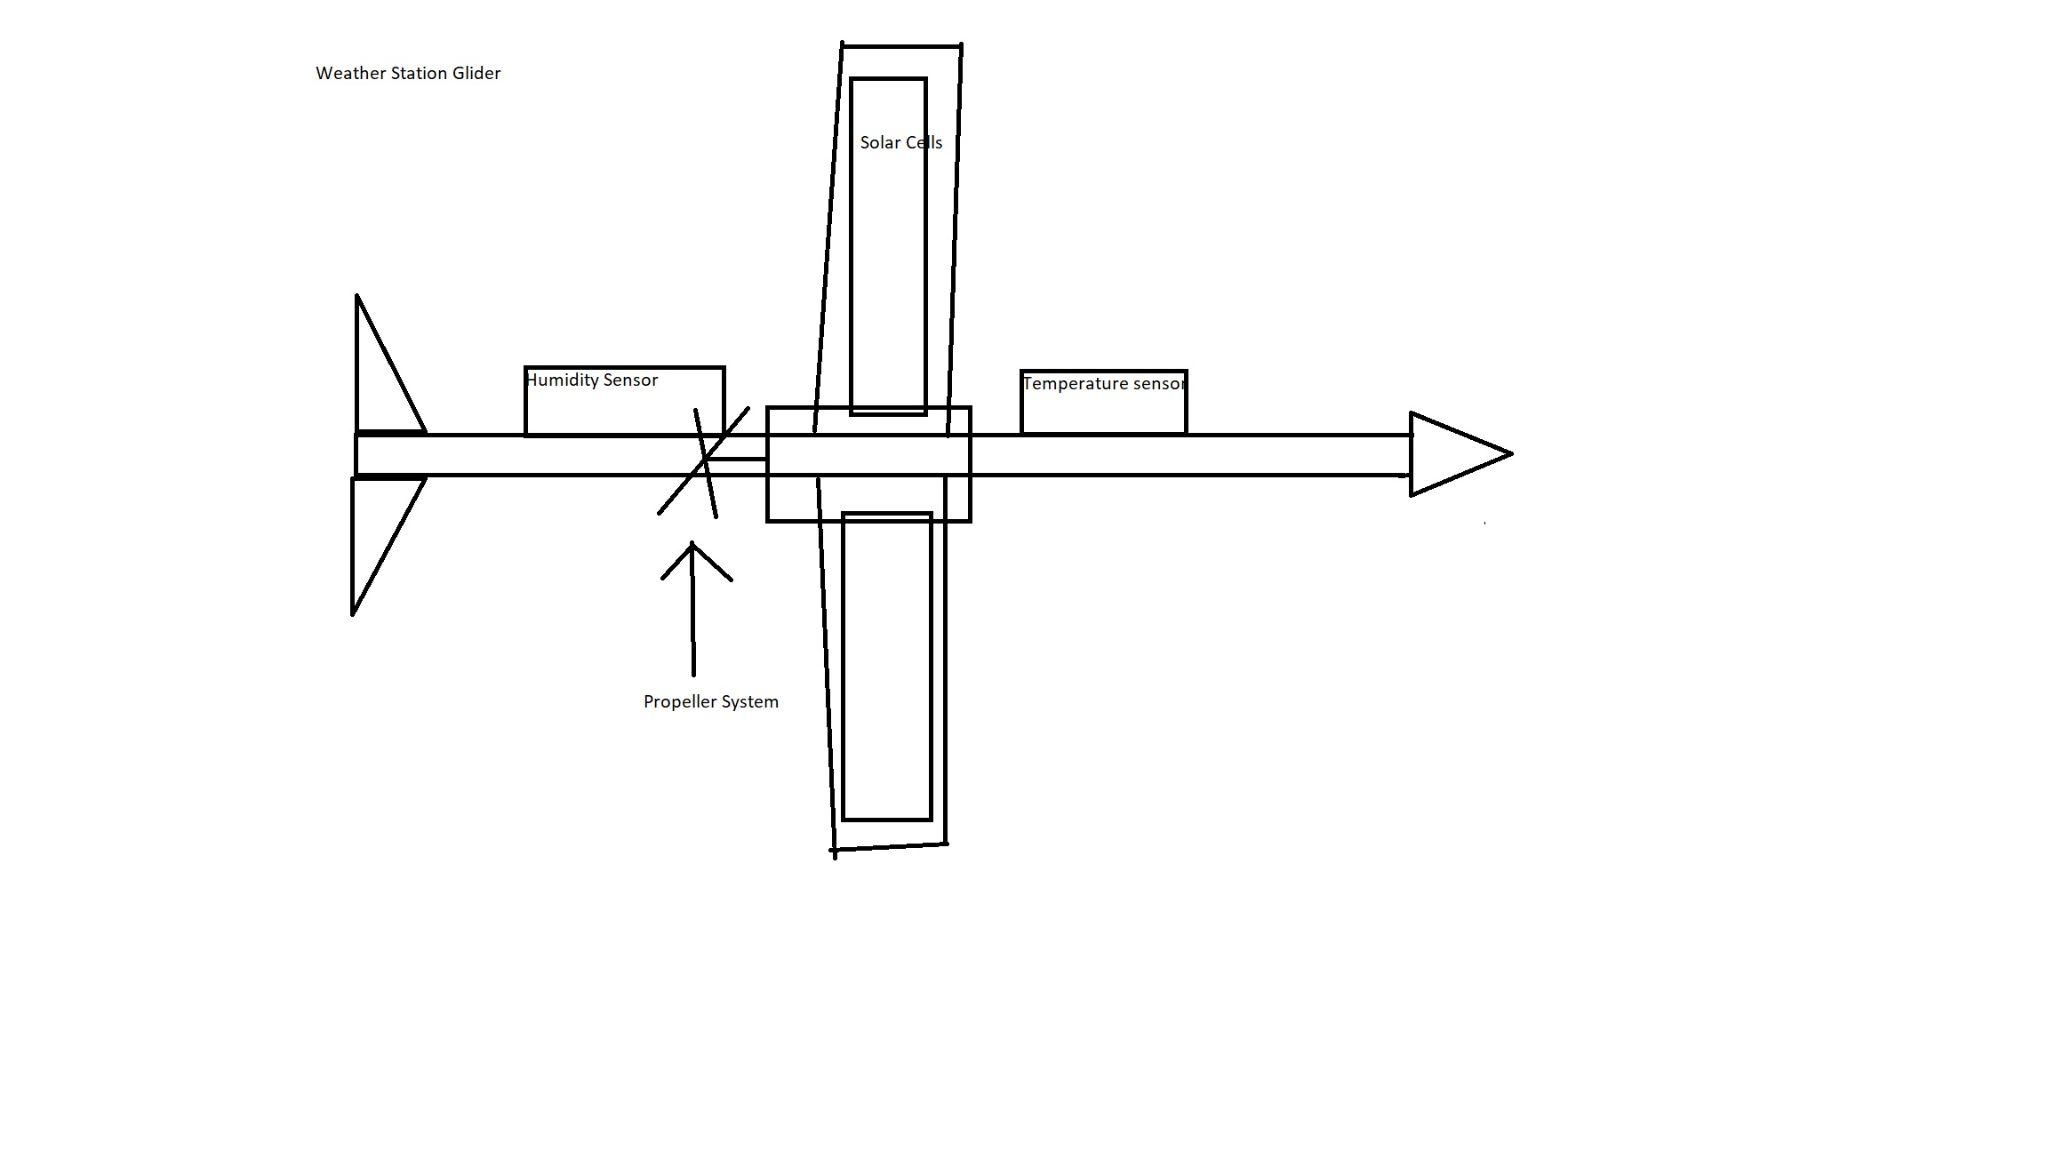 Weather Station Glider
Solar Cells
Humidity Sensor
Temperature sensor
Propeller System